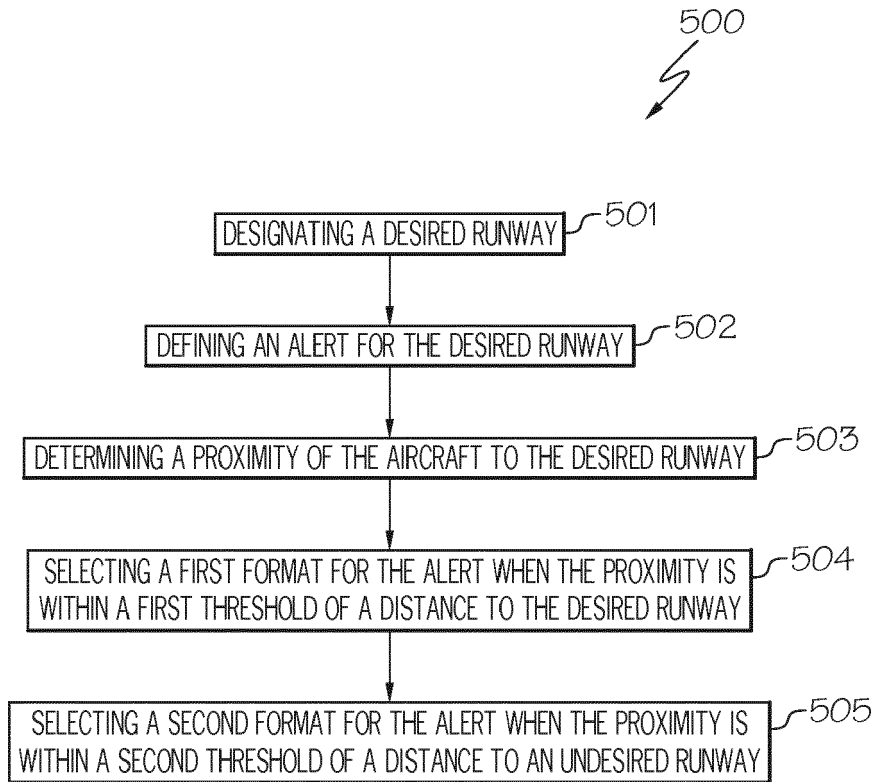 500
DESIGNATING A DESIRED RUNWAY
501
DEFINING AN ALERT FOR THE DESIRED RUNWAY
502
DETERMINING A PROXIMITY OF THE AIRCRAFT TO THE DESIRED RUNWAY
503
SELECTING A FIRST FORMAT FOR THE ALERT WHEN THE PROXIMITY IS
WITHIN A FIRST THRESHOLD OF A DISTANCE TO THE DESIRED RUNWAY
504
SELECTING A SECOND FORMAT FOR THE ALERT WHEN THE PROXIMITY IS
WITHIN A SECOND THRESHOLD OF A DISTANCE TO AN UNDESIRED RUNWAY
505